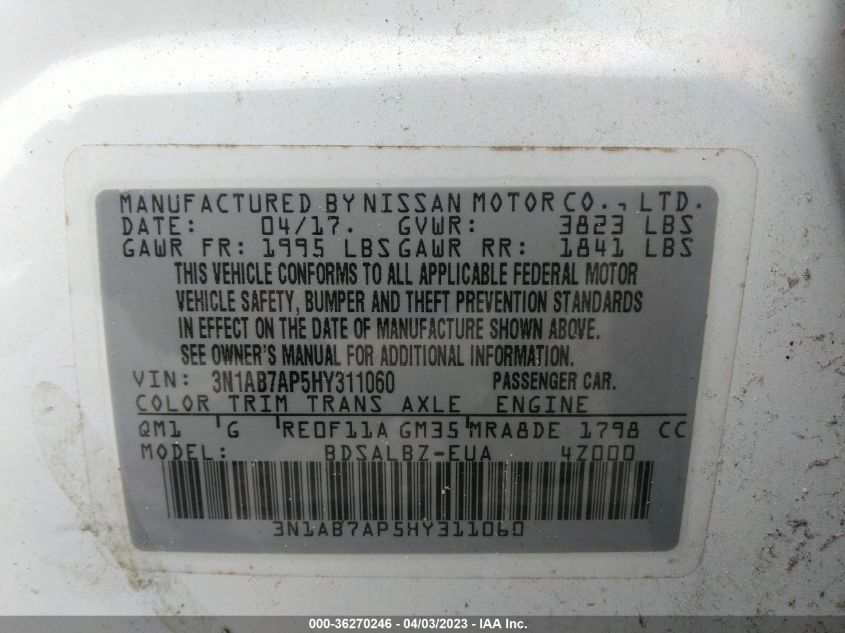 MANUFACTURED BY NISSAN MOTOR CO., LTD.
DATE: 04/17. GVWR: 3823 LBS
GAWR FR: 1995 LBS GAWR RR: 1841 LBS
THIS VEHICLE CONFORMS TO ALL APPLICABLE FEDERAL MOTOR
VEHICLE SAFETY, BUMPER AND THEFT PREVENTION STANDARDS
IN EFFECT ON THE DATE OF MANUFACTURE SHOWN ABOVE.
SEE OWNER'S MANUAL FOR ADDITIONAL INFORMATION.
VIN: 3N1AB7AP5HY311060 PASSENGER CAR.
COLOR TRIM TRANS AXLE ENGINE
QM1 G RE0F11A GM35 MRA8DE 1798 CC
MODEL: BDSALBZ-EUA 4Z000
3N1AB7AP5HY311060
000-36270246 - 04/03/2023 - IAA Inc.